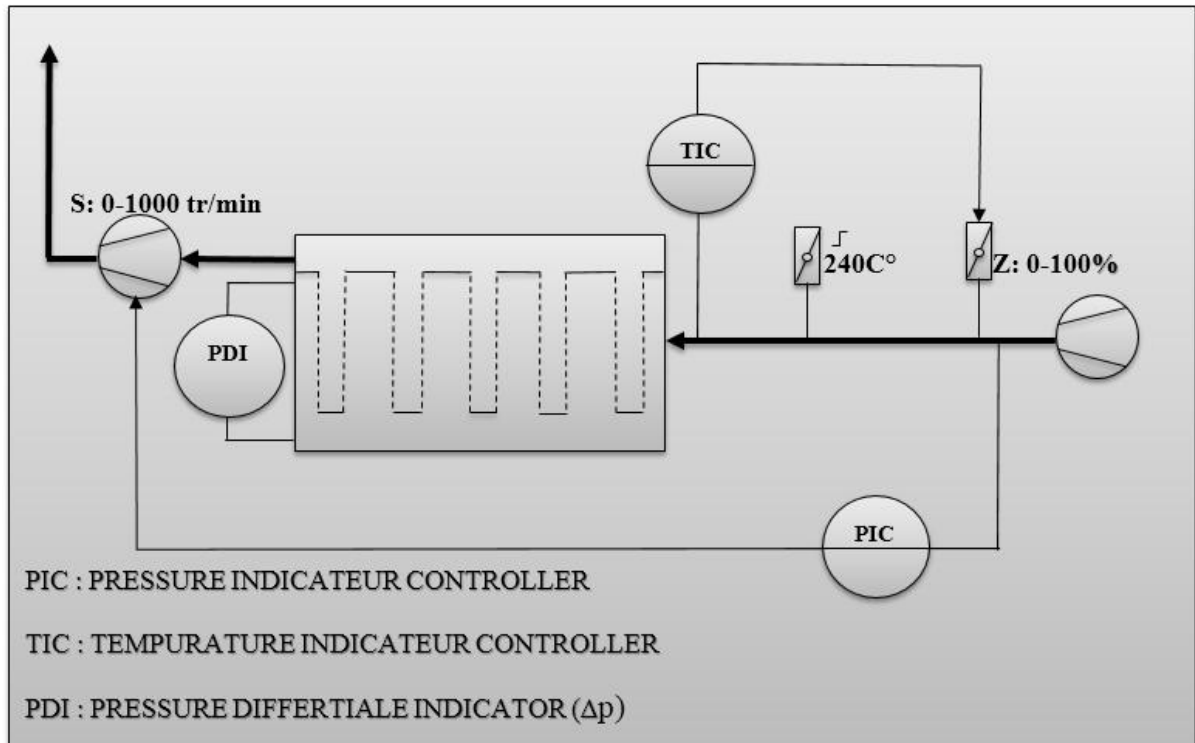 TIC
S: 0-1000 tr/min
240C°
Z: 0-100%
PDI
PIC
PIC : PRESSURE INDICATEUR CONTROLLER
TIC : TEMPURATURE INDICATEUR CONTROLLER
PDI : PRESSURE DIFFERTIALE INDICATOR (Δp)